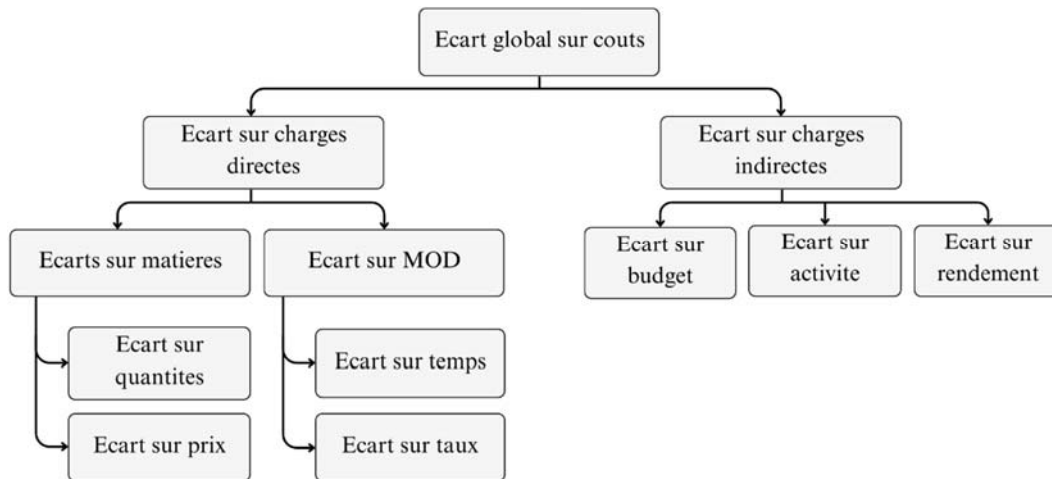 Ecart global sur couts
Ecart sur charges
directes
Ecart sur charges
indirectes
Ecarts sur matieres
Ecart sur MOD
Ecart sur
budget
Ecart sur
activite
Ecart sur
rendement
Ecart sur
quantites
Ecart sur temps
Ecart sur prix
Ecart sur taux